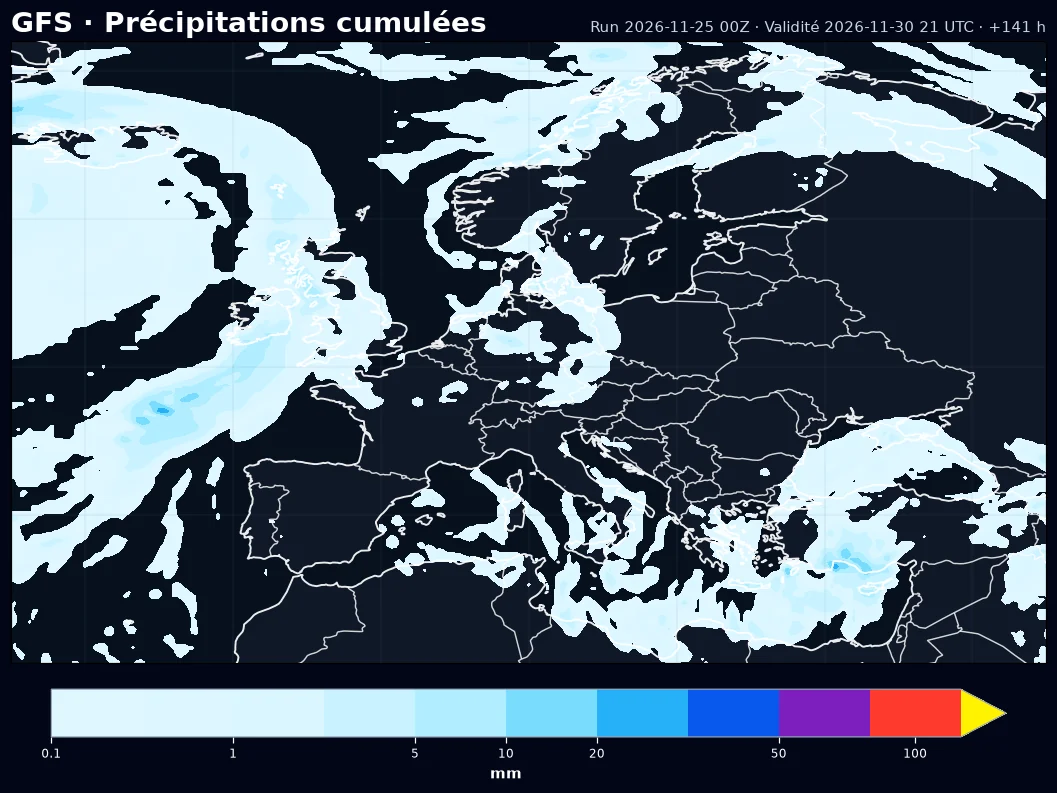 GFS · Précipitations cumulées
Run 2026-11-25 00Z · Validité 2026-11-30 21 UTC · +141 h
0.1 1 5 10 20 50 100
mm